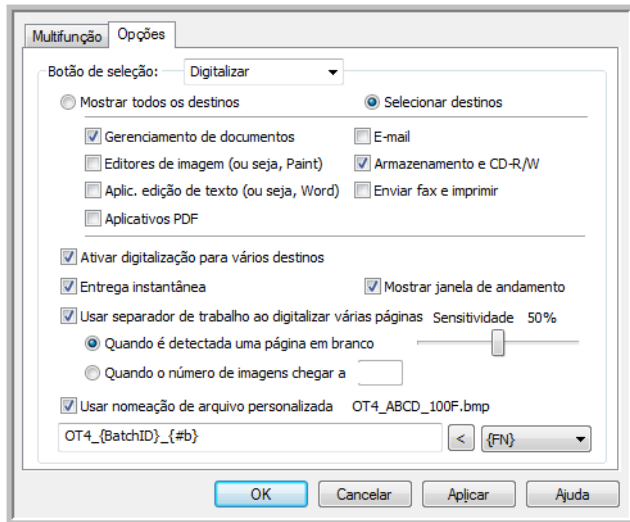 Multifunção Opções
Botão de seleção: Digitalizar
Mostrar todos os destinos Selecionar destinos
Gerenciamento de documentos E-mail
Editores de imagem (ou seja, Paint) Armazenamento e CD-R/W
Aplic. edição de texto (ou seja, Word) Enviar fax e imprimir
Aplicativos PDF
Ativar digitalização para vários destinos
Entrega instantânea Mostrar janela de andamento
Usar separador de trabalho ao digitalizar várias páginas Sensitividade 50%
Quando é detectada uma página em branco
Quando o número de imagens chegar a
Usar nomeação de arquivo personalizada OT4_ABCD_100F.bmp
OT4_{BatchID}_{#b} < {FN}
OK Cancelar Aplicar Ajuda